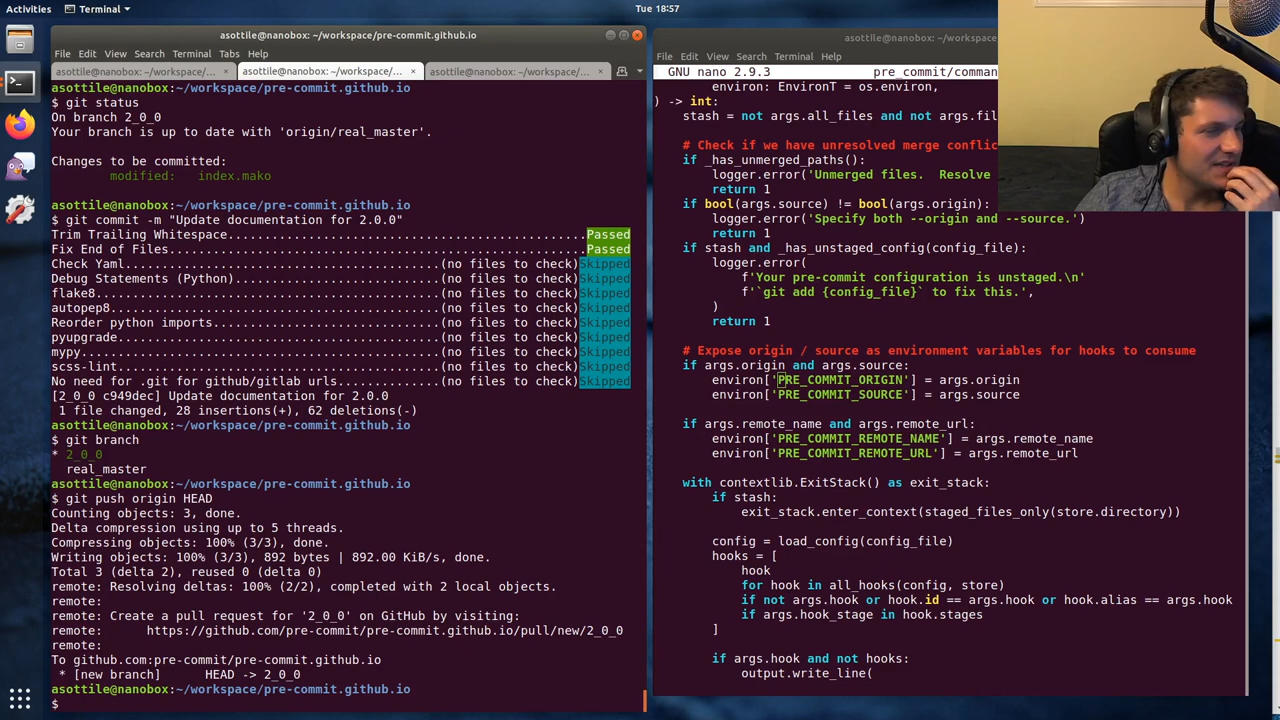 Activities
Terminal
Tue 18:57
asottile@nanobox: ~/workspace/pre-commit.github.io
File Edit View Search Terminal Tabs Help
asottile@nanobox: ~/workspace/... × asottile@nanobox: ~/workspace/... × asottile@nanobox: ~/workspace/... ×
asottile@nanobox:~/workspace/pre-commit.github.io
$ git status
On branch 2_0_0
Your branch is up to date with 'origin/real_master'.
Changes to be committed:
modified:   index.mako
asottile@nanobox:~/workspace/pre-commit.github.io
$ git commit -m "Update documentation for 2.0.0"
Trim Trailing Whitespace.................................................Passed
Fix End of Files.........................................................Passed
Check Yaml...........................................(no files to check)Skipped
Debug Statements (Python)............................(no files to check)Skipped
flake8...............................................(no files to check)Skipped
autopep8.............................................(no files to check)Skipped
Reorder python imports...............................(no files to check)Skipped
pyupgrade............................................(no files to check)Skipped
mypy.................................................(no files to check)Skipped
scss-lint............................................(no files to check)Skipped
No need for .git for github/gitlab urls..............(no files to check)Skipped
[2_0_0 c949dec] Update documentation for 2.0.0
 1 file changed, 28 insertions(+), 62 deletions(-)
asottile@nanobox:~/workspace/pre-commit.github.io
$ git branch
* 2_0_0
  real_master
asottile@nanobox:~/workspace/pre-commit.github.io
$ git push origin HEAD
Counting objects: 3, done.
Delta compression using up to 5 threads.
Compressing objects: 100% (3/3), done.
Writing objects: 100% (3/3), 892 bytes | 892.00 KiB/s, done.
Total 3 (delta 2), reused 0 (delta 0)
remote: Resolving deltas: 100% (2/2), completed with 2 local objects.
remote:
remote: Create a pull request for '2_0_0' on GitHub by visiting:
remote:      https://github.com/pre-commit/pre-commit.github.io/pull/new/2_0_0
remote:
To github.com:pre-commit/pre-commit.github.io
 * [new branch]      HEAD -> 2_0_0
asottile@nanobox:~/workspace/pre-commit.github.io
$
asottile@nanobox: ~/workspace/
File Edit View Search Terminal Help
GNU nano 2.9.3 pre_commit/comman
environ: EnvironT = os.environ,
) -> int:
stash = not args.all_files and not args.fil
# Check if we have unresolved merge conflic
if _has_unmerged_paths():
logger.error('Unmerged files.  Resolve
return 1
if bool(args.source) != bool(args.origin):
logger.error('Specify both --origin and --source.')
return 1
if stash and _has_unstaged_config(config_file):
logger.error(
f'Your pre-commit configuration is unstaged.\n'
f'`git add {config_file}` to fix this.',
)
return 1
# Expose origin / source as environment variables for hooks to consume
if args.origin and args.source:
environ['PRE_COMMIT_ORIGIN'] = args.origin
environ['PRE_COMMIT_SOURCE'] = args.source
if args.remote_name and args.remote_url:
environ['PRE_COMMIT_REMOTE_NAME'] = args.remote_name
environ['PRE_COMMIT_REMOTE_URL'] = args.remote_url
with contextlib.ExitStack() as exit_stack:
if stash:
exit_stack.enter_context(staged_files_only(store.directory))
config = load_config(config_file)
hooks = [
hook
for hook in all_hooks(config, store)
if not args.hook or hook.id == args.hook or hook.alias == args.hook
if args.hook_stage in hook.stages
]
if args.hook and not hooks:
output.write_line(